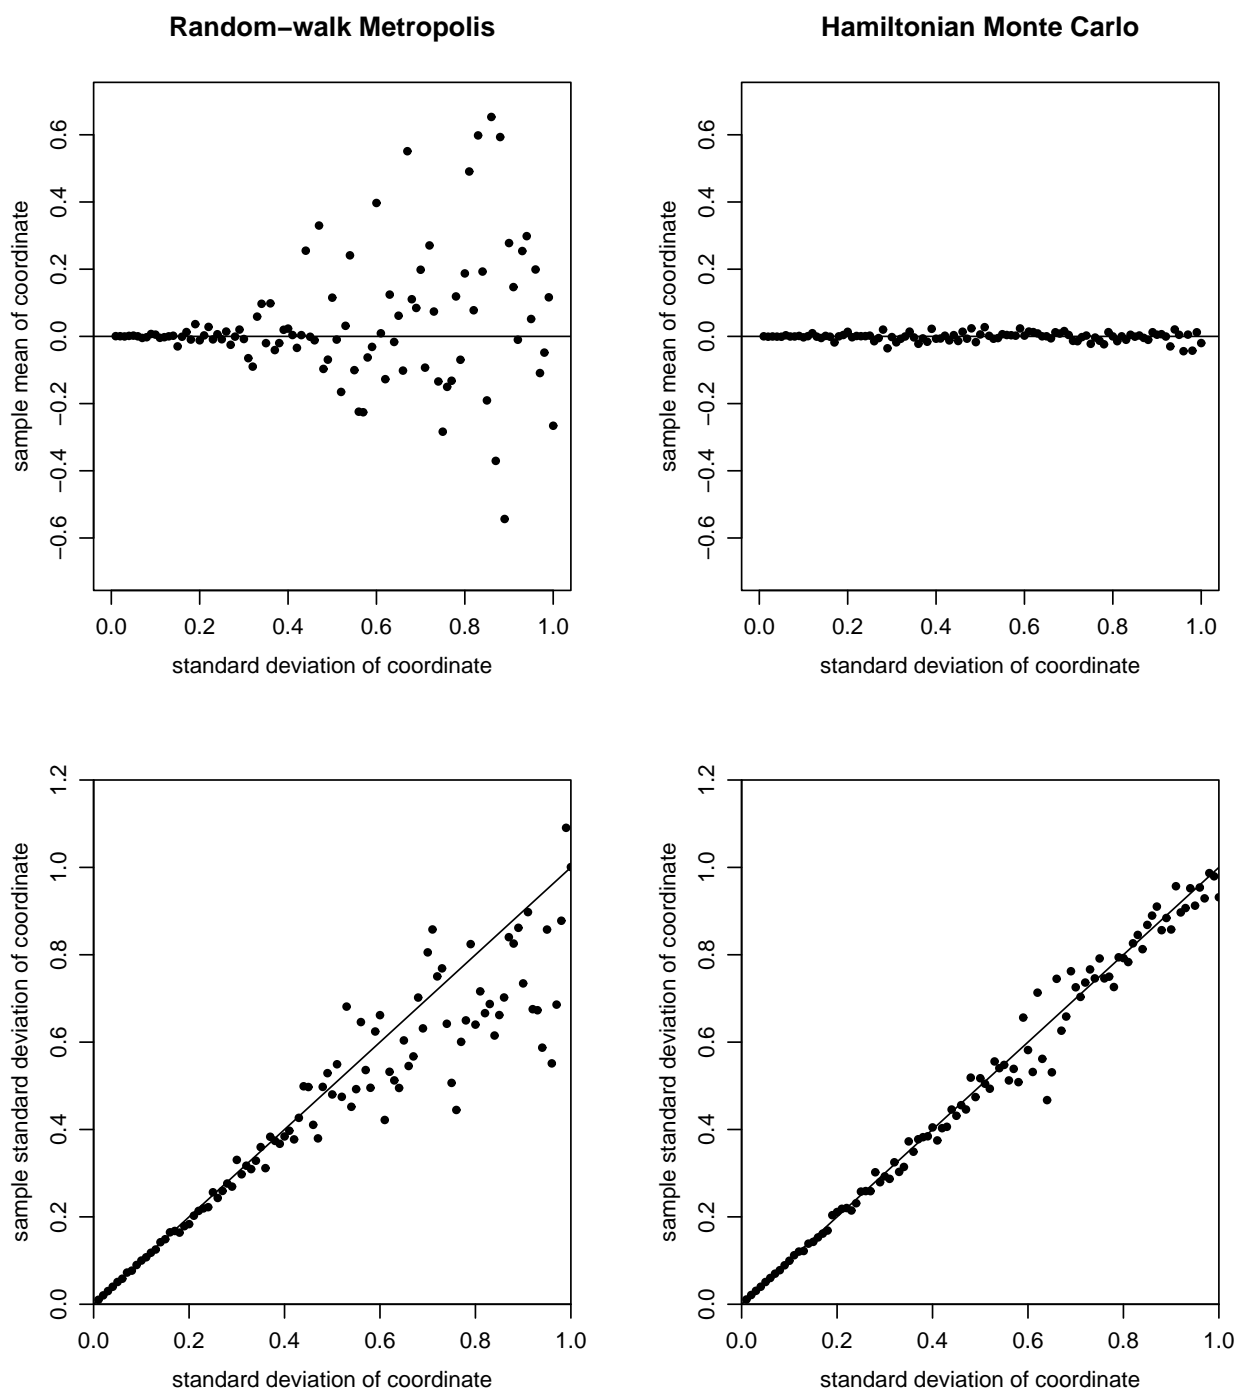 Random−walk Metropolis
Hamiltonian Monte Carlo
0.6
0.4
0.2
0.0
−0.2
−0.4
−0.6
sample mean of coordinate
0.0 0.2 0.4 0.6 0.8 1.0
standard deviation of coordinate
0.6
0.4
0.2
0.0
−0.2
−0.4
−0.6
sample mean of coordinate
0.0 0.2 0.4 0.6 0.8 1.0
standard deviation of coordinate
1.2
1.0
0.8
0.6
0.4
0.2
0.0
sample standard deviation of coordinate
0.0 0.2 0.4 0.6 0.8 1.0
standard deviation of coordinate
1.2
1.0
0.8
0.6
0.4
0.2
0.0
sample standard deviation of coordinate
0.0 0.2 0.4 0.6 0.8 1.0
standard deviation of coordinate